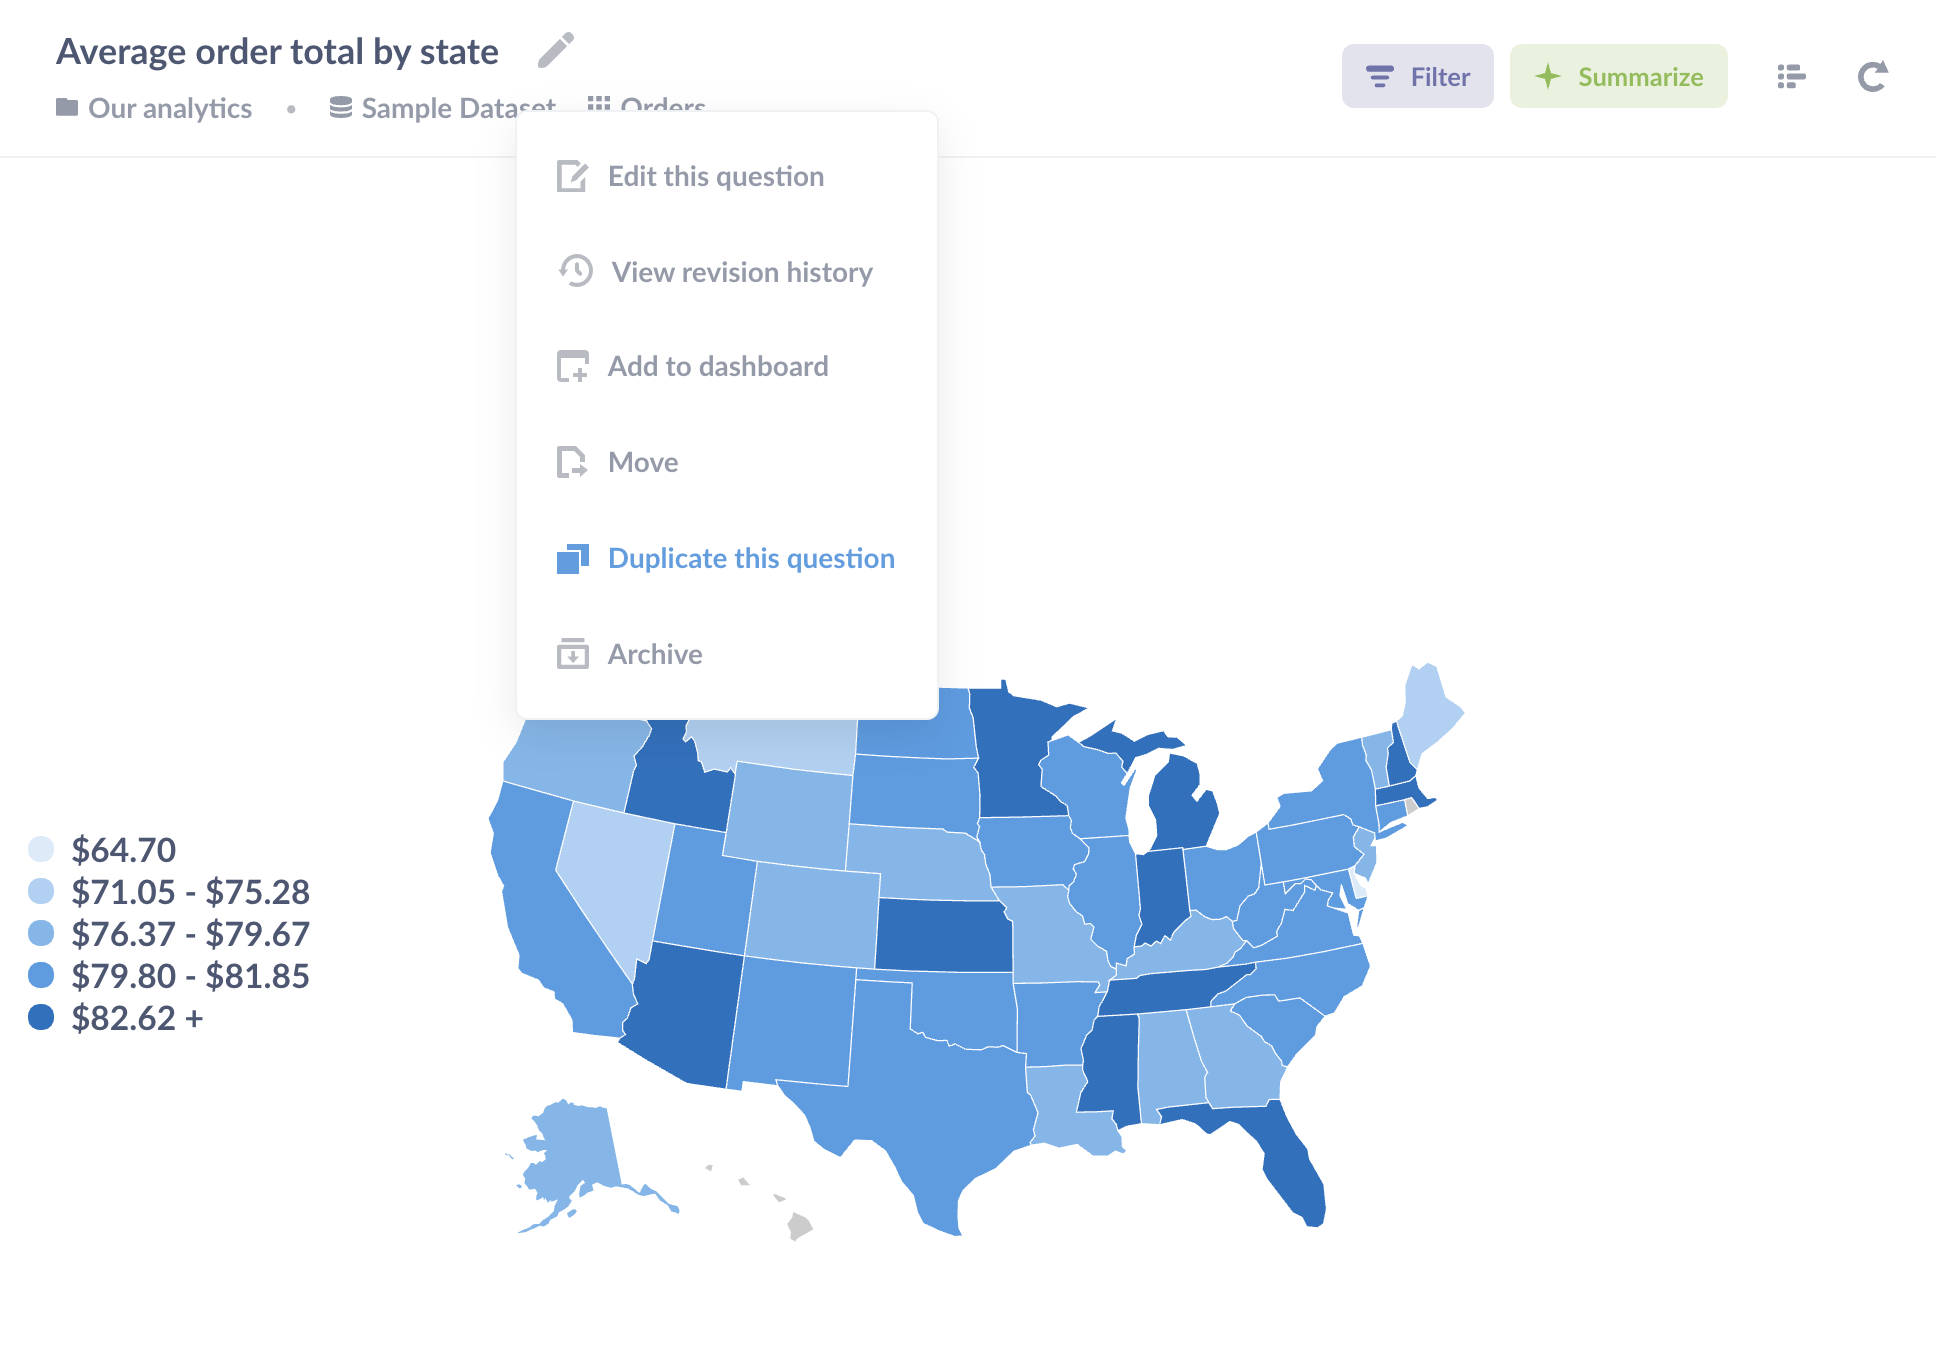 Average order total by state
Our analytics • Sample Dataset Orders
Filter
Summarize
Edit this question
View revision history
Add to dashboard
Move
Duplicate this question
Archive
$64.70
$71.05 - $75.28
$76.37 - $79.67
$79.80 - $81.85
$82.62 +